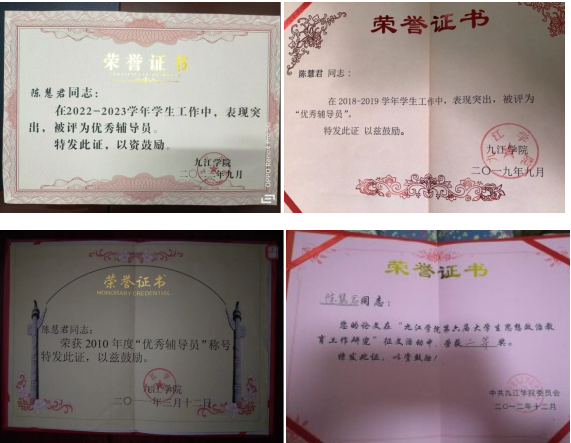 荣誉证书
陈慧君同志：
在2022-2023学年学生工作中，表现突
出，被评为优秀辅导员。
特发此证，以资鼓励。
九江学院
二〇二三年九月
荣誉证书
陈慧君 同志：
在 2018-2019 学年学生工作中，表现突出，被评为
“优秀辅导员”。
特发此证 以兹鼓励。
九江学院
二〇一九年九月
荣誉证书
HONORARY CREDENTIAL
陈慧君同志：
荣获 2010 年度“优秀辅导员”称号，
特发此证，以兹鼓励。
九江学院
二〇一一年三月十二日
荣誉证书
陈慧君同志：
您的论文在“九江学院第六届大学生思想政治教
育工作研究”征文活动中，荣获二等奖。
特发此证，以资鼓励！
中共九江学院委员会
二〇一二年十二月